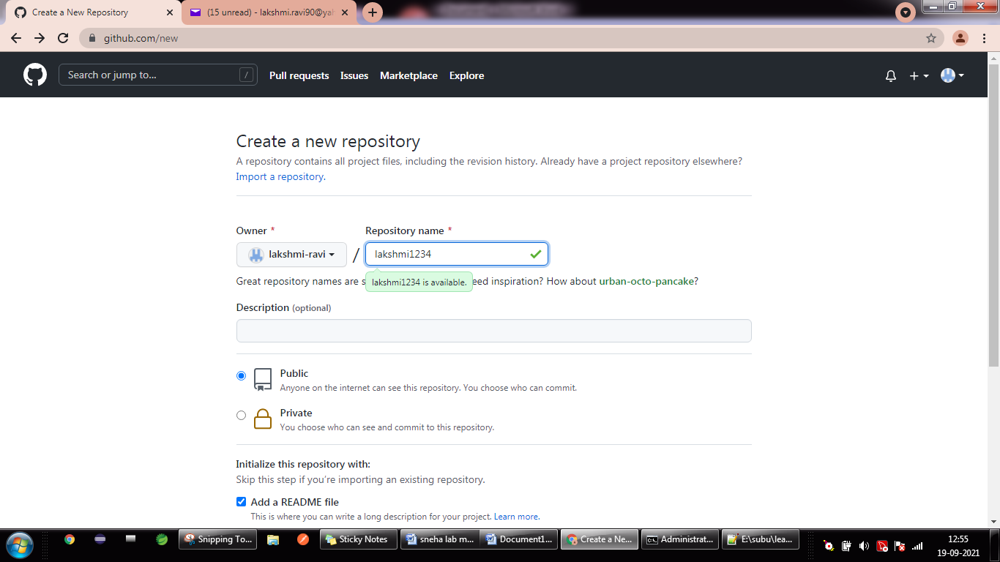 Create a New Repository
(15 unread) - lakshmi.ravi90@yah
github.com/new
Search or jump to... /
Pull requests Issues Marketplace Explore
Create a new repository
A repository contains all project files, including the revision history. Already have a project repository elsewhere?
Import a repository.
Owner * Repository name *
lakshmi-ravi / lakshmi1234
Great repository names are s eed inspiration? How about urban-octo-pancake?
lakshmi1234 is available.
Description (optional)
Public
Anyone on the internet can see this repository. You choose who can commit.
Private
You choose who can see and commit to this repository.
Initialize this repository with:
Skip this step if you're importing an existing repository.
Add a README file
This is where you can write a long description for your project. Learn more.
Snipping To... Sticky Notes sneha lab m... Document1... Create a Ne... Administrat... E:\subu\lea...
12:55
19-09-2021